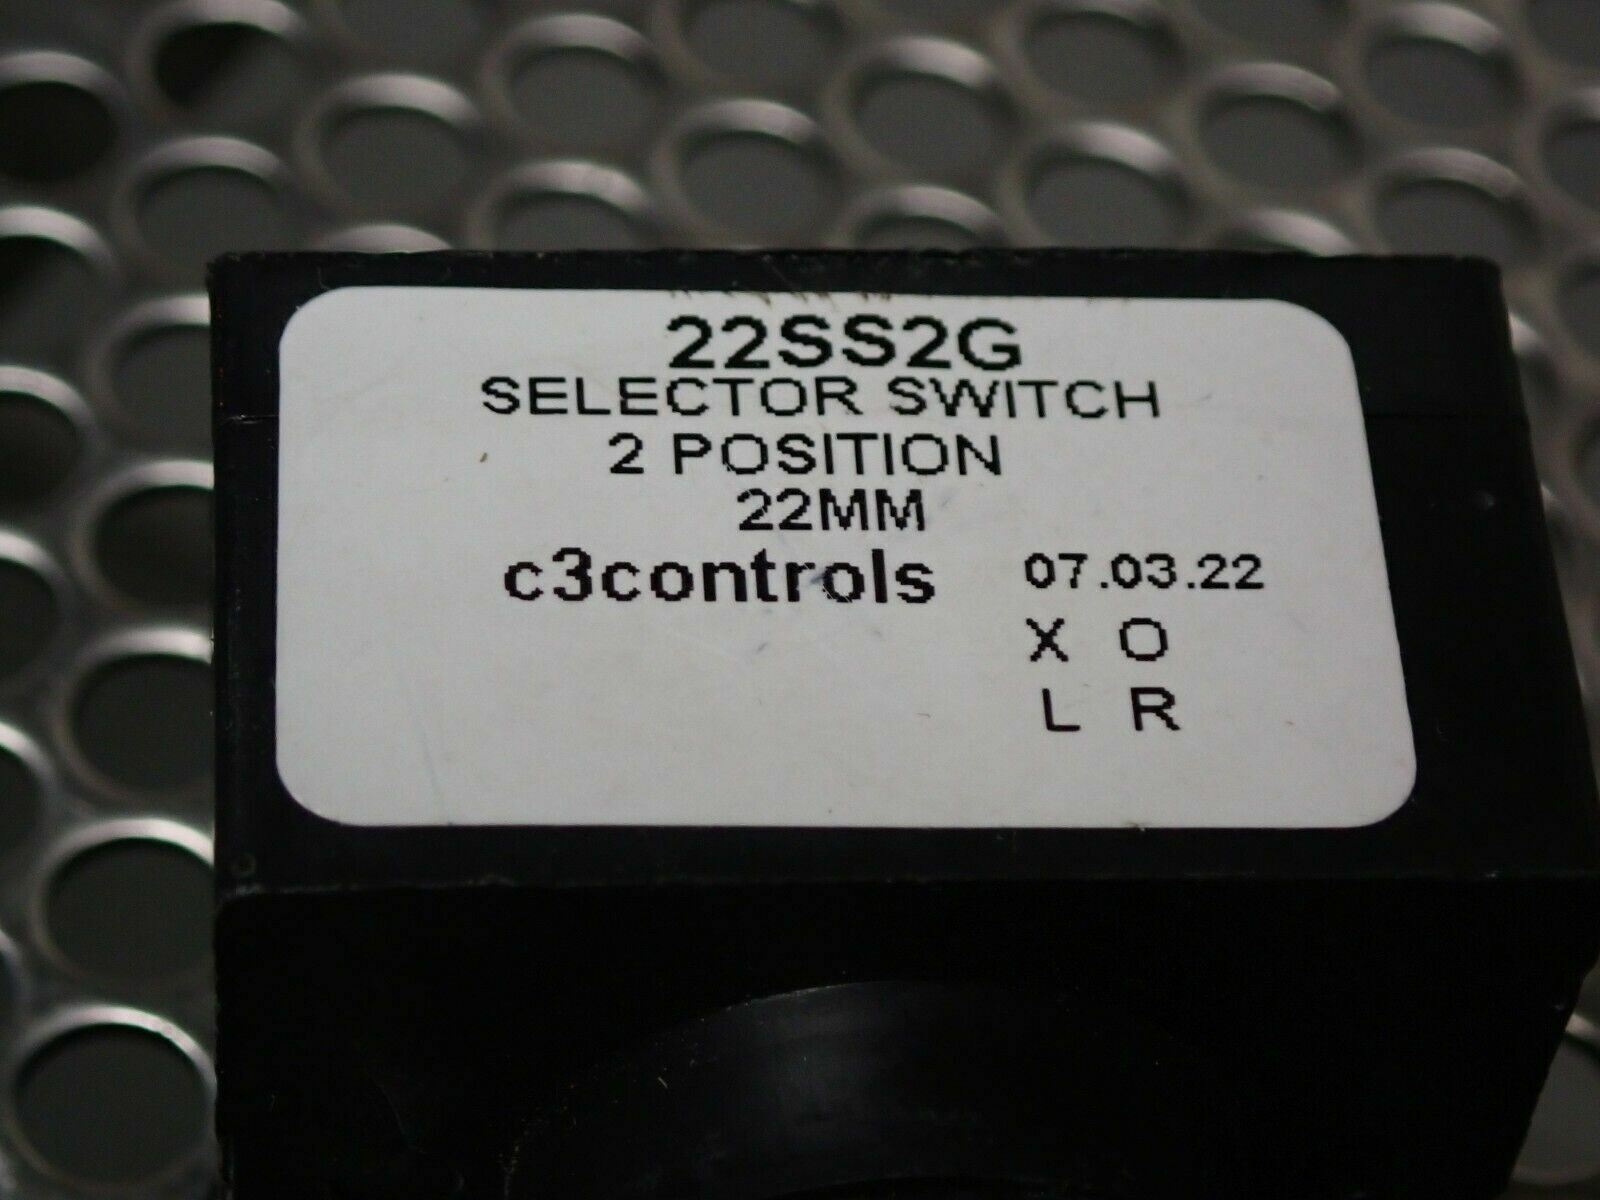 22SS2G
SELECTOR SWITCH
2 POSITION
22MM
c3controls 07.03.22
X O
L R